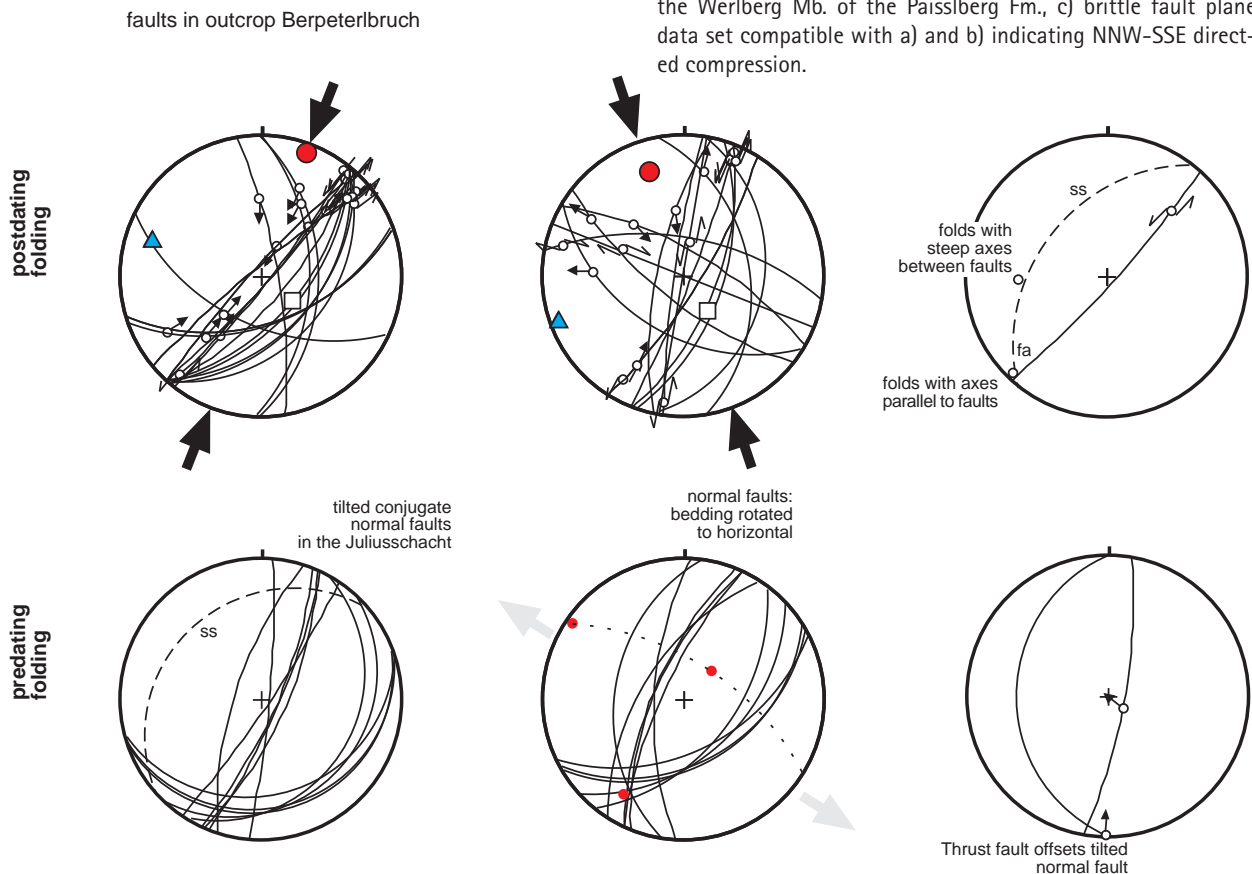 faults in outcrop Berpeterlbruch
the Werlberg Mb. of the Paisslberg Fm., c) brittle fault plane
data set compatible with a) and b) indicating NNW-SSE direct-
ed compression.
postdating
folding
ss
folds with
steep axes
between faults
fa
folds with axes
parallel to faults
predating
folding
tilted conjugate
normal faults
in the Juliusschacht
ss
normal faults:
bedding rotated
to horizontal
Thrust fault offsets tilted
normal fault